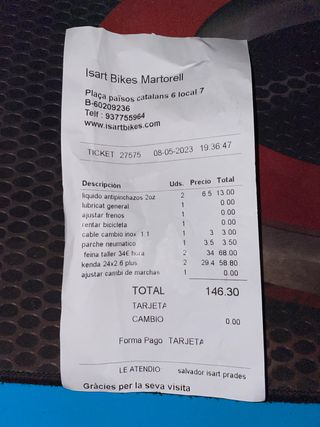 Isart Bikes Martorell
Plaça països catalans 6 local 7
B-60209236
Telf : 937755964
www.isartbikes.com
TICKET 27575 08-05-2023 19:36:47
Descripción Uds. Precio Total
liquido antipinchazos 2oz 2 6.5 13.00
lubricat general 1 0.00
ajustar frenos 1 0.00
rentar bicicleta 1 0.00
cable cambio inox 1.1 1 3 3.00
parche neumatico 1 3.5 3.50
feina taller 34€ hora 2 34 68.00
kenda 24x2.6 plus 2 29.4 58.80
ajustar cambi de marchas 1 0.00
TOTAL 146.30
TARJETA
CAMBIO 0.00
Forma Pago TARJETA
LE ATENDIO salvador isart prades
Gràcies per la seva visita